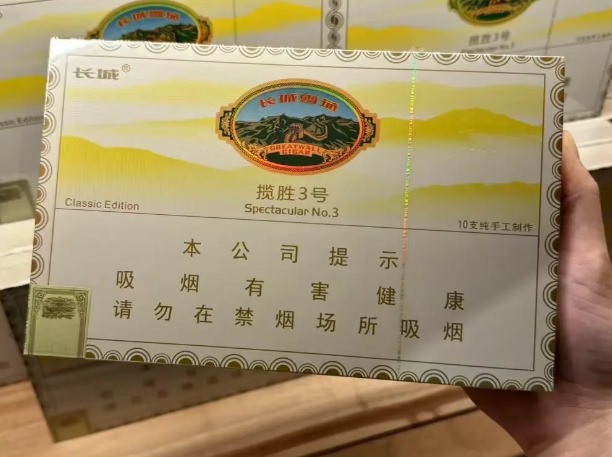 长城®
长城雪茄
GREATWALL
CIGAR
揽胜3号
Spectacular No.3
Classic Edition
10支纯手工制作
本公司提示
吸烟有害健康
请勿在禁烟场所吸烟